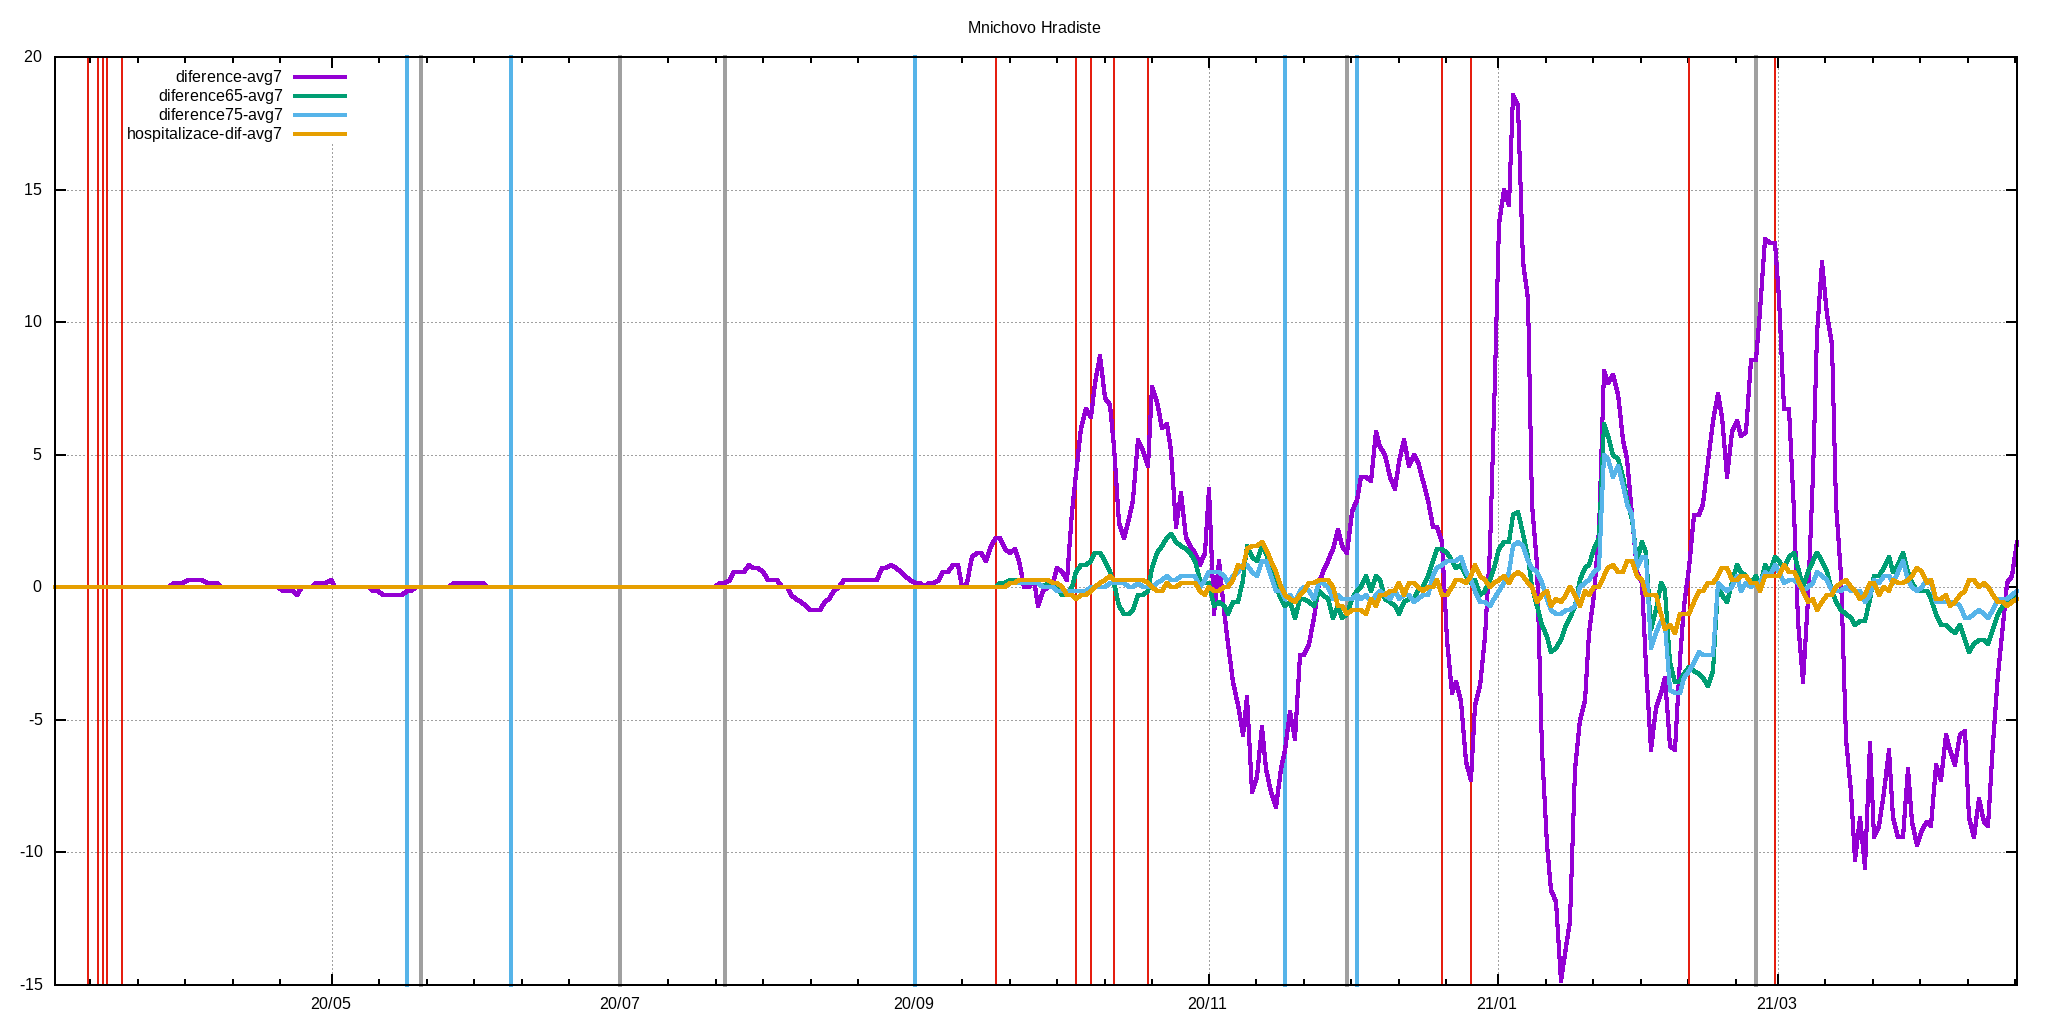 Mnichovo Hradiste
20
15
10
5
0
-5
-10
-15
diference-avg7
diference65-avg7
diference75-avg7
hospitalizace-dif-avg7
20/05
20/07
20/09
20/11
21/01
21/03